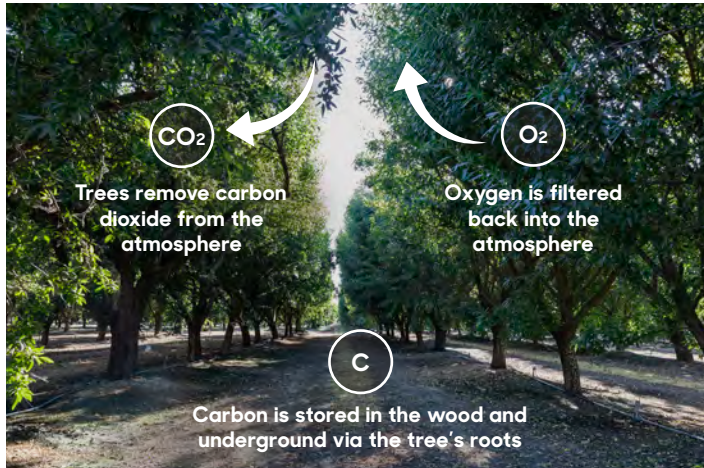 CO2
Trees remove carbon
dioxide from the
atmosphere
O2
Oxygen is filtered
back into the
atmosphere
C
Carbon is stored in the wood and
underground via the tree's roots